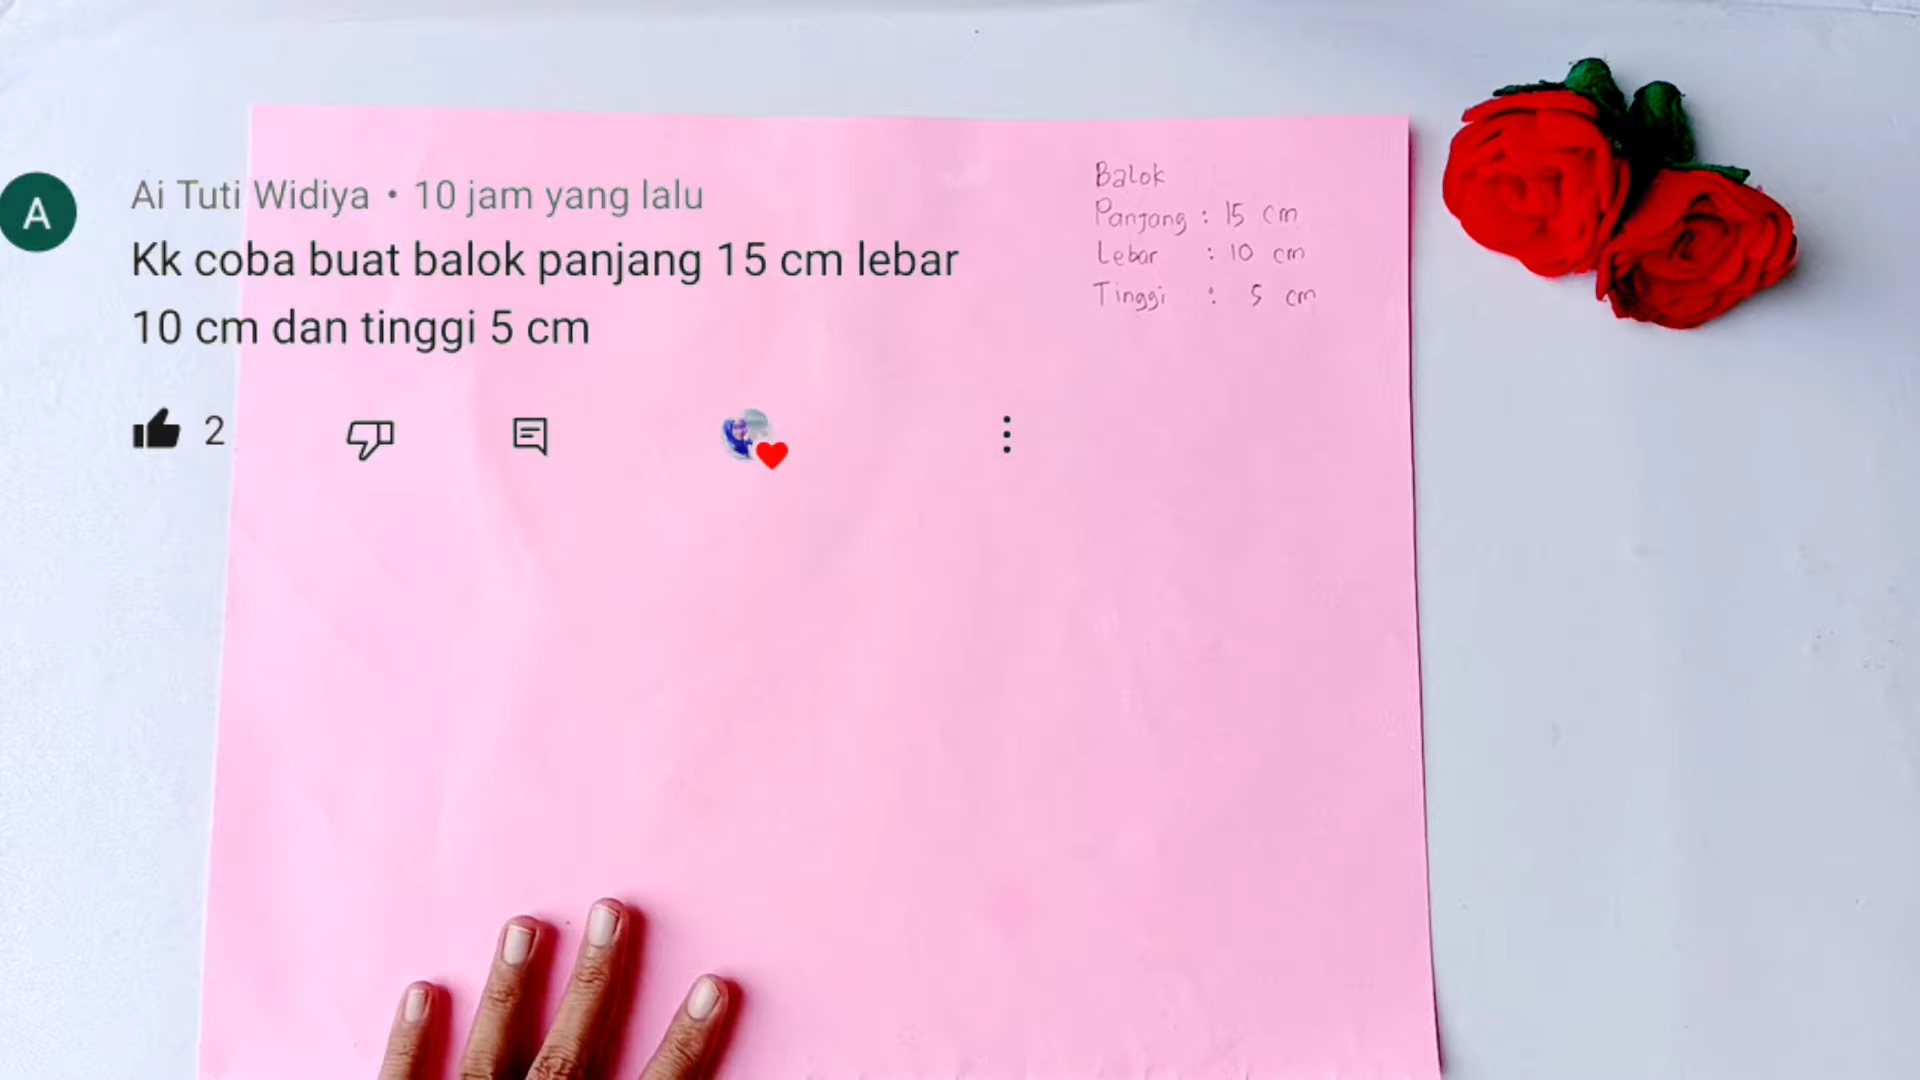 A
Ai Tuti Widiya • 10 jam yang lalu
Kk coba buat balok panjang 15 cm lebar
10 cm dan tinggi 5 cm
2
Balok
Panjang : 15 cm
Lebar : 10 cm
Tinggi : 5 cm